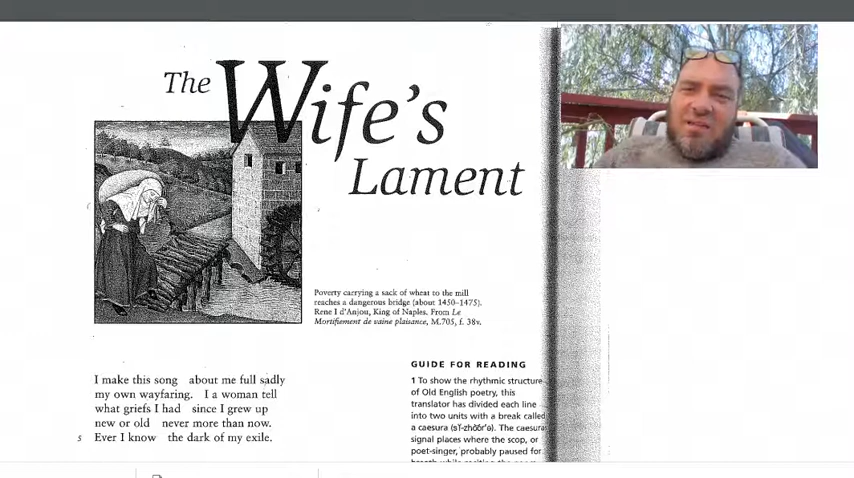 The Wife's
Lament
Poverty carrying a sack of wheat to the mill
reaches a dangerous bridge (about 1450–1475).
Rene I d'Anjou, King of Naples. From Le
Mortifiement de vaine plaisance, M.705, f. 38v.
I make this song about me full sadly
my own wayfaring. I a woman tell
what griefs I had since I grew up
new or old never more than now.
5 Ever I know the dark of my exile.
GUIDE FOR READING
1 To show the rhythmic structure
of Old English poetry, this
translator has divided each line
into two units with a break called
a caesura (sĭ-zho͝or′ə). The caesuras
signal places where the scop, or
poet-singer, probably paused for